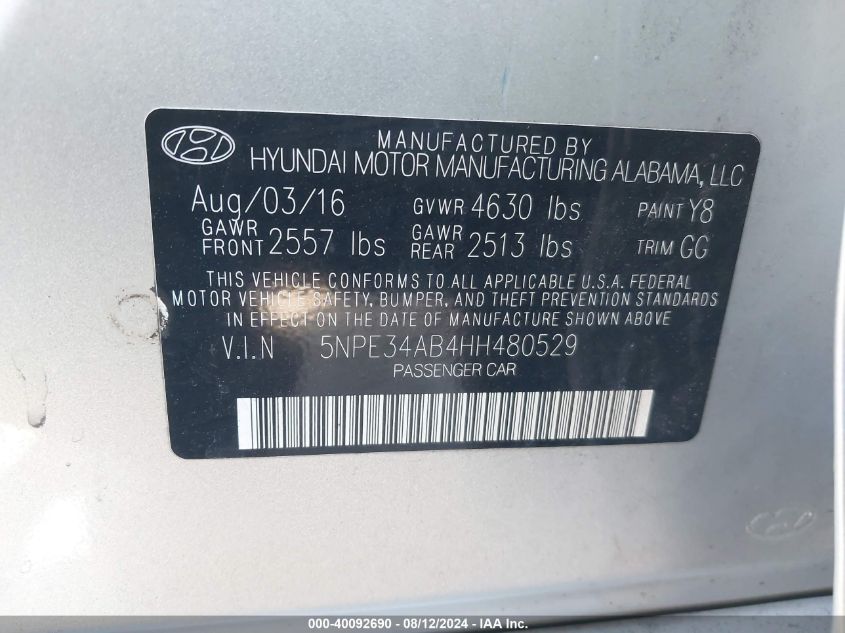 MANUFACTURED BY
HYUNDAI MOTOR MANUFACTURING ALABAMA, LLC
Aug/03/16 GVWR 4630 lbs PAINT Y8
GAWR FRONT 2557 lbs GAWR REAR 2513 lbs TRIM GG
THIS VEHICLE CONFORMS TO ALL APPLICABLE U.S.A. FEDERAL
MOTOR VEHICLE SAFETY, BUMPER, AND THEFT PREVENTION STANDARDS
IN EFFECT ON THE DATE OF MANUFACTURE SHOWN ABOVE.
V.I.N 5NPE34AB4HH480529
PASSENGER CAR
000-40092690 - 08/12/2024 - IAA Inc.